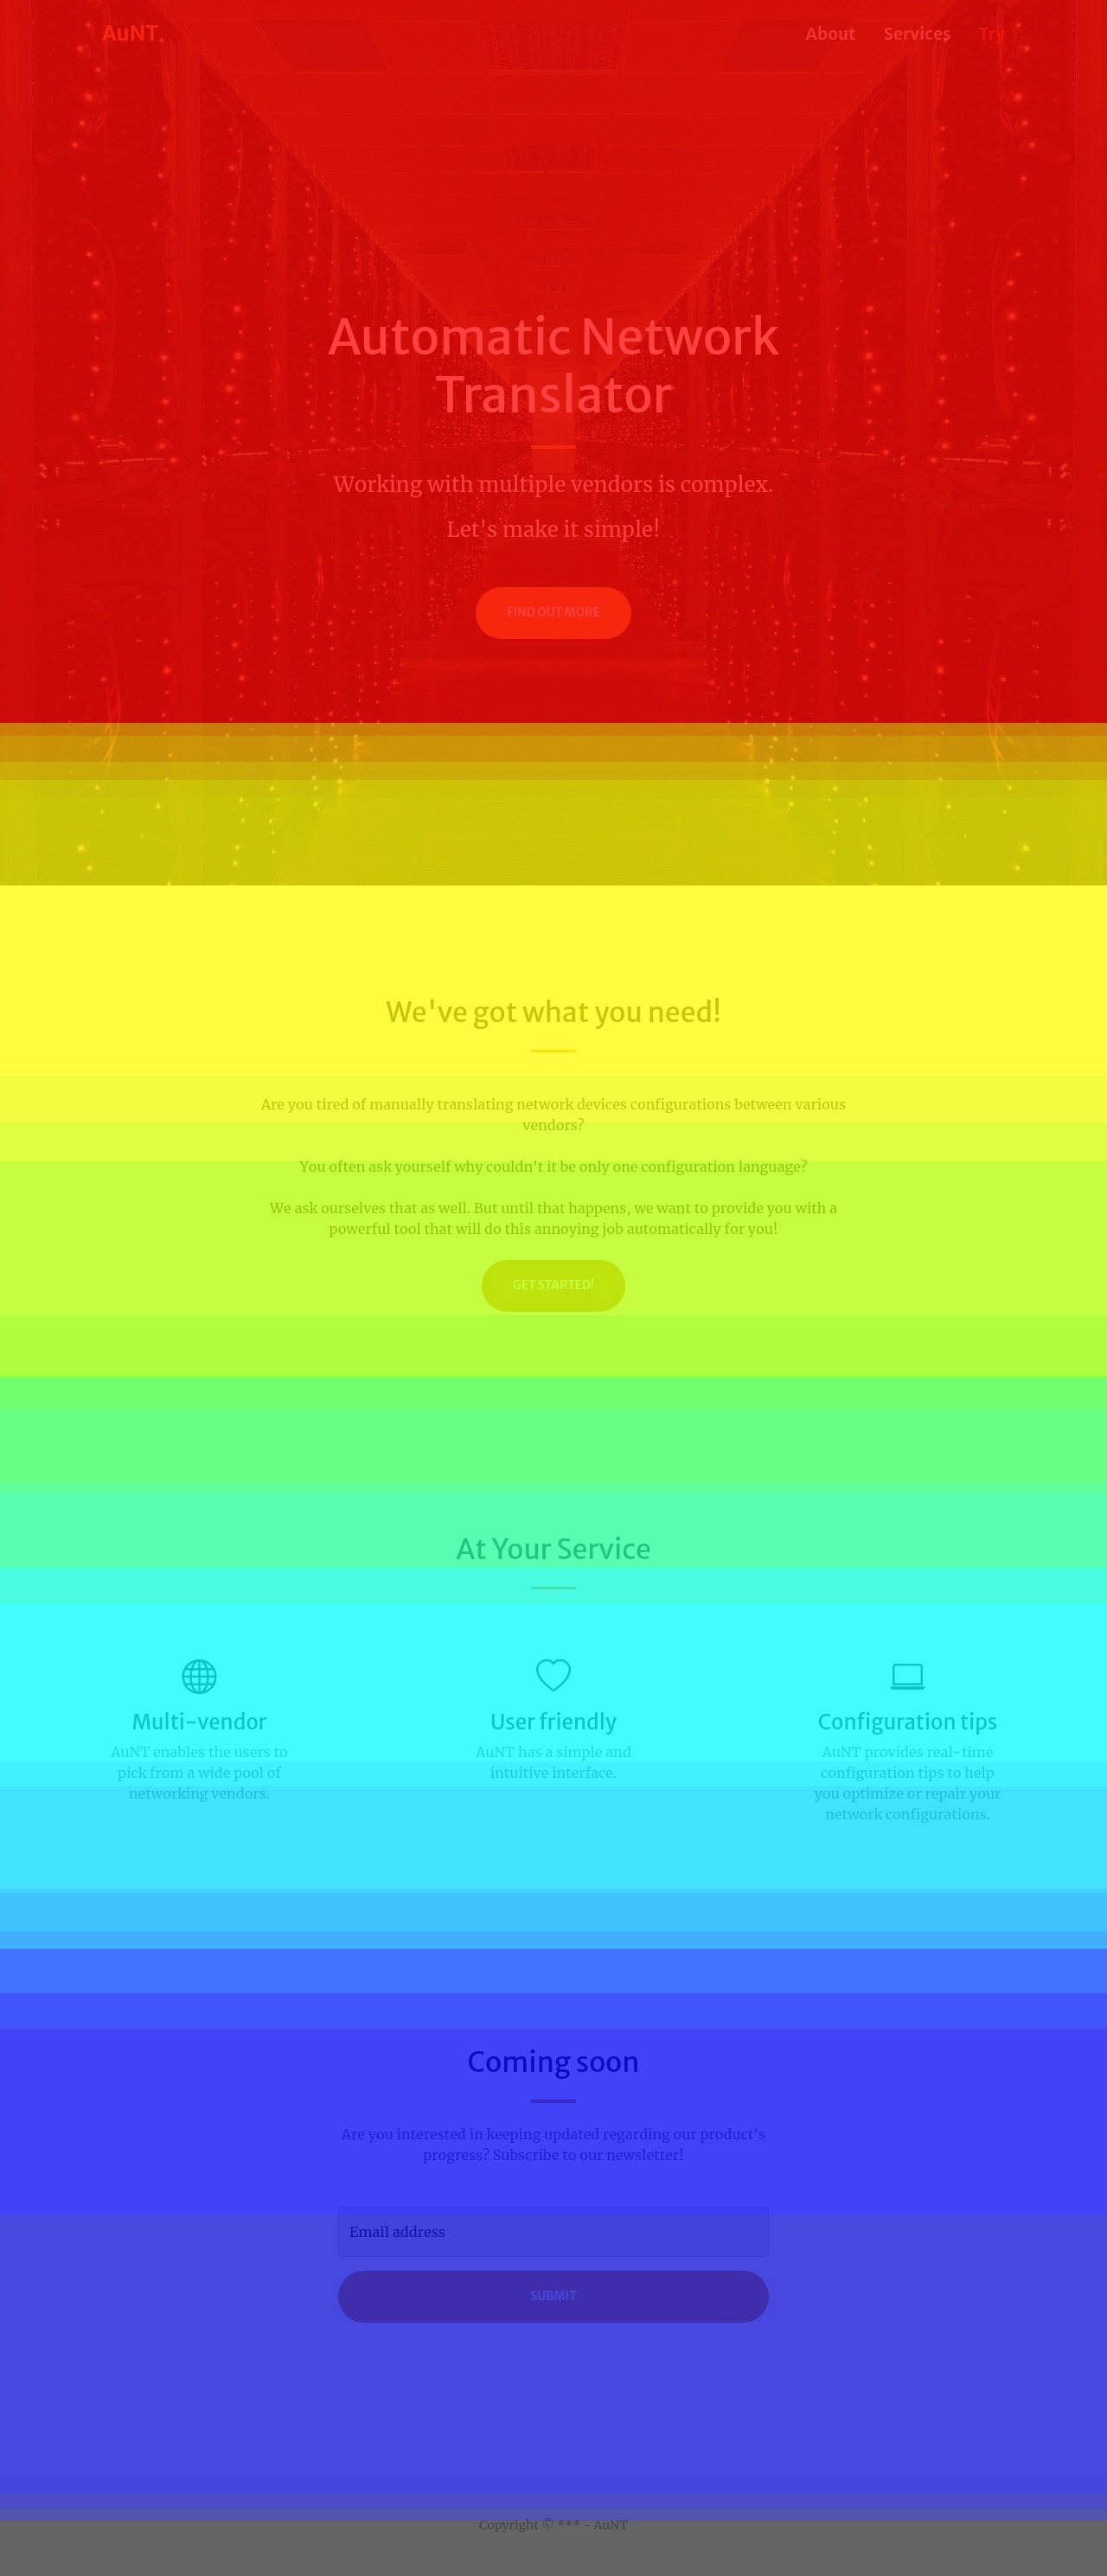 AuNT.
About Services Try
Automatic Network
Translator
Working with multiple vendors is complex.
Let's make it simple!
FIND OUT MORE
We've got what you need!
Are you tired of manually translating network devices configurations between various
vendors?
You often ask yourself why couldn't it be only one configuration language?
We ask ourselves that as well. But until that happens, we want to provide you with a
powerful tool that will do this annoying job automatically for you!
GET STARTED!
At Your Service
Multi-vendor
AuNT enables the users to
pick from a wide pool of
networking vendors.
User friendly
AuNT has a simple and
intuitive interface.
Configuration tips
AuNT provides real-time
configuration tips to help
you optimize or repair your
network configurations.
Coming soon
Are you interested in keeping updated regarding our product's
progress? Subscribe to our newsletter!
Email address
SUBMIT
Copyright © *** - AuNT